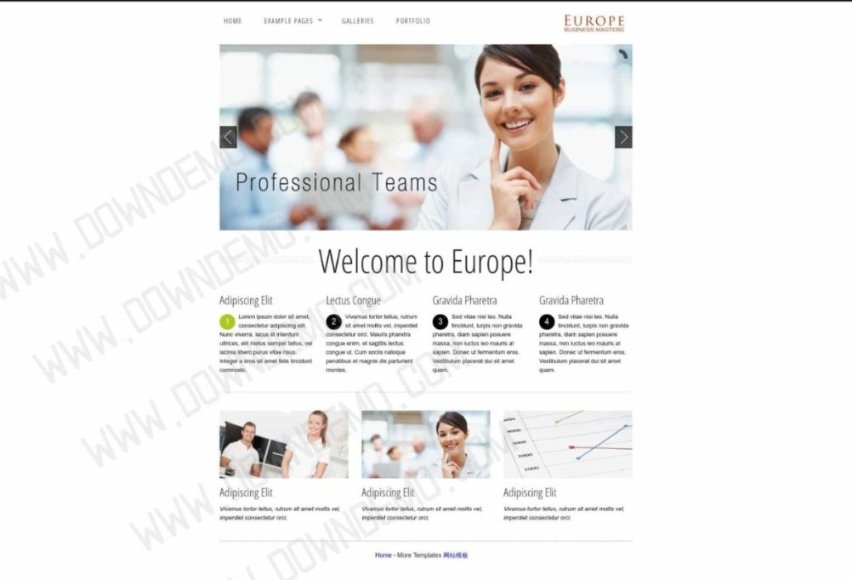 HOME EXAMPLE PAGES GALLERIES PORTFOLIO
EUROPE
BUSINESS MASTERS
Professional Teams
Welcome to Europe!
Adipiscing Elit
1 Lorem ipsum dolor sit amet,
consectetur adipiscing elit.
Nunc viverra, lacus id interdum
ultrices, elit metus semper tellus, vel
lacinia libero purus vitae risus.
Integer a eros sit amet felis tincidunt
commodo.
Lectus Congue
2 Vivamus tortor tellus, rutrum
sit amet mollis vel, imperdiet
consectetur orci. Mauris pharetra
congue enim, et sagittis lectus
congue ut. Cum sociis natoque
penatibus et magnis dis parturient
montes.
Gravida Pharetra
3 Sed vitae nisi leo. Nulla
tincidunt, turpis non gravida
pharetra, diam sapien posuere
massa, non luctus leo mauris at
sapien. Donec ut fermentum eros.
Vestibulum placerat dui sit amet
quam.
Gravida Pharetra
4 Sed vitae nisi leo. Nulla
tincidunt, turpis non gravida
pharetra, diam sapien posuere
massa, non luctus leo mauris at
sapien. Donec ut fermentum eros.
Vestibulum placerat dui sit amet
quam.
Adipiscing Elit
Vivamus tortor tellus, rutrum sit amet mollis vel,
imperdiet consectetur orci.
Adipiscing Elit
Vivamus tortor tellus, rutrum sit amet mollis vel,
imperdiet consectetur orci.
Adipiscing Elit
Vivamus tortor tellus, rutrum sit amet mollis vel,
imperdiet consectetur orci.
Home - More Templates 网站模板
WWW.DOWNDEMO.COM
WWW.DOWNDEMO.COM
WWW.DOWNDEMO.COM
WWW.DOWNDEMO.COM